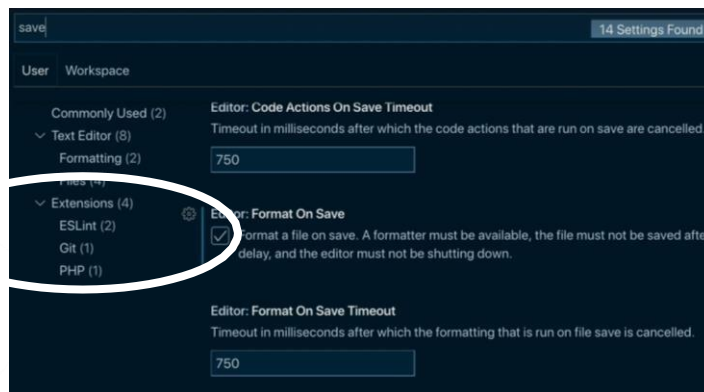 save
14 Settings Found
User Workspace
Commonly Used (2)
Text Editor (8)
Formatting (2)
Files (4)
Extensions (4)
ESLint (2)
Git (1)
PHP (1)
Editor: Code Actions On Save Timeout
Timeout in milliseconds after which the code actions that are run on save are cancelled.
750
Editor: Format On Save
Format a file on save. A formatter must be available, the file must not be saved afte
delay, and the editor must not be shutting down.
Editor: Format On Save Timeout
Timeout in milliseconds after which the formatting that is run on file save is cancelled.
750